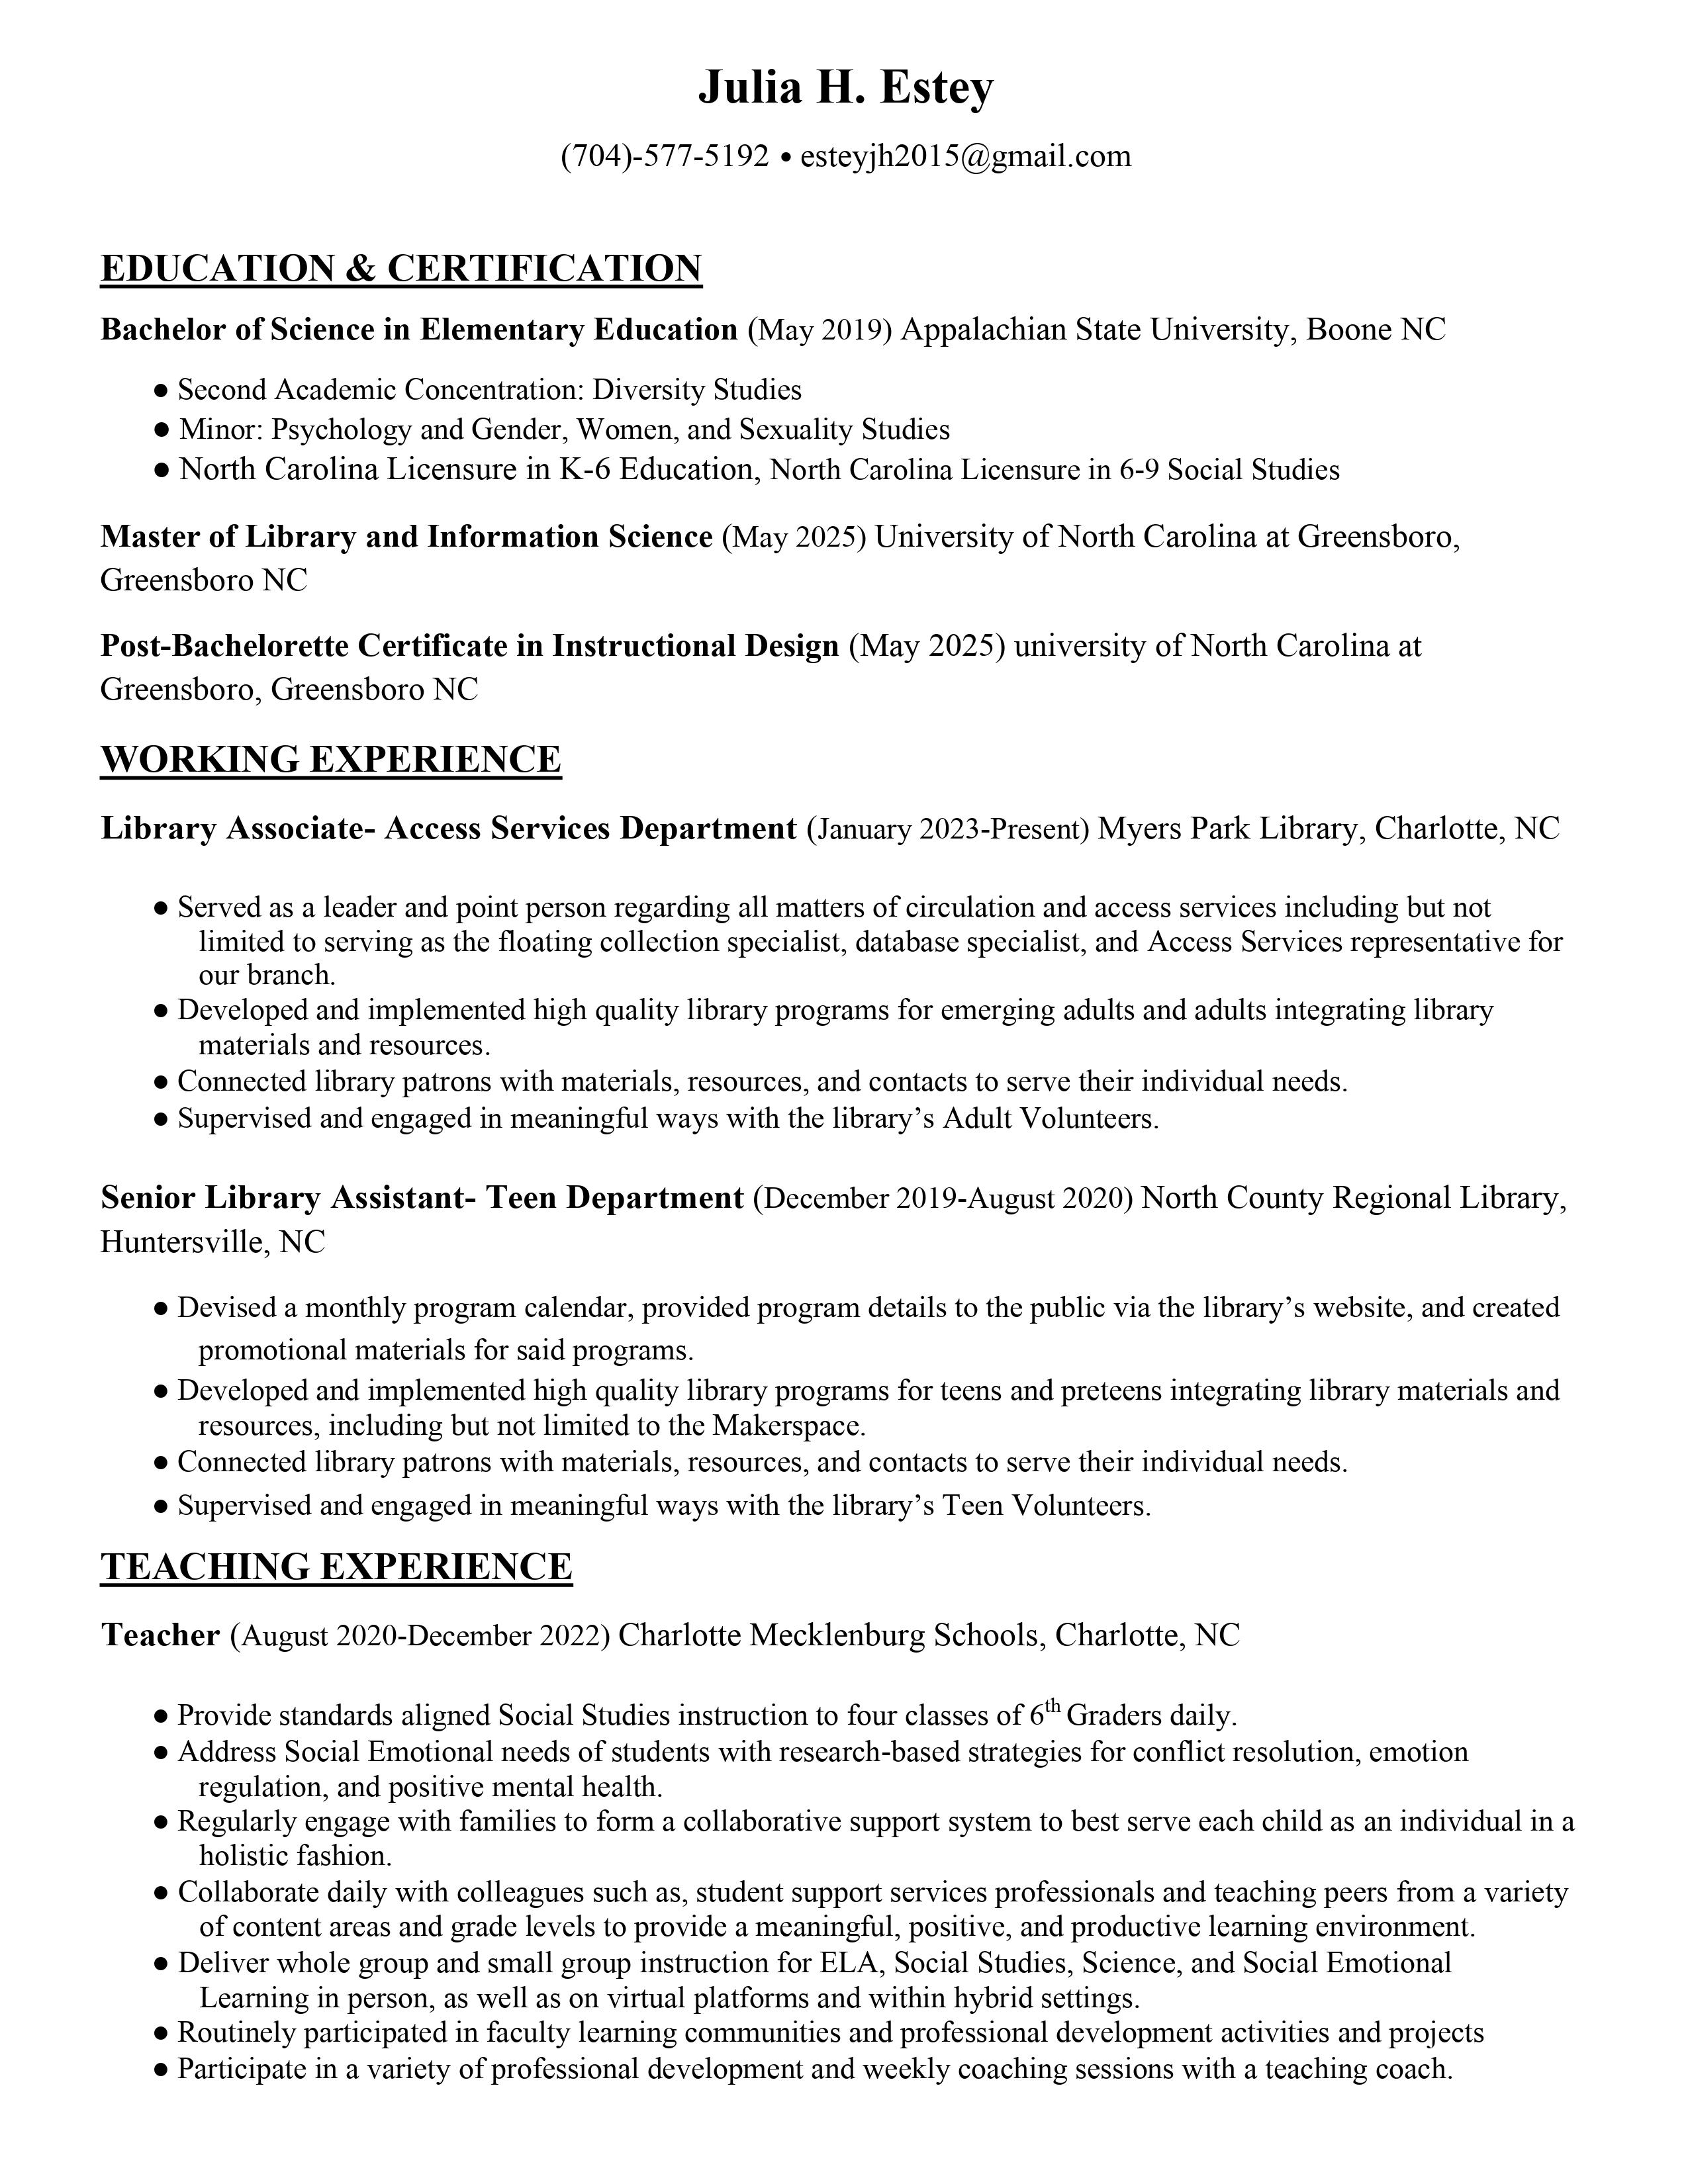 Julia H. Estey
(704)-577-5192 • esteyjh2015@gmail.com
EDUCATION & CERTIFICATION
Bachelor of Science in Elementary Education (May 2019) Appalachian State University, Boone NC
● Second Academic Concentration: Diversity Studies
● Minor: Psychology and Gender, Women, and Sexuality Studies
● North Carolina Licensure in K-6 Education, North Carolina Licensure in 6-9 Social Studies
Master of Library and Information Science (May 2025) University of North Carolina at Greensboro,
Greensboro NC
Post-Bachelorette Certificate in Instructional Design (May 2025) university of North Carolina at
Greensboro, Greensboro NC
WORKING EXPERIENCE
Library Associate- Access Services Department (January 2023-Present) Myers Park Library, Charlotte, NC
● Served as a leader and point person regarding all matters of circulation and access services including but not
limited to serving as the floating collection specialist, database specialist, and Access Services representative for
our branch.
● Developed and implemented high quality library programs for emerging adults and adults integrating library
materials and resources.
● Connected library patrons with materials, resources, and contacts to serve their individual needs.
● Supervised and engaged in meaningful ways with the library’s Adult Volunteers.
Senior Library Assistant- Teen Department (December 2019-August 2020) North County Regional Library,
Huntersville, NC
● Devised a monthly program calendar, provided program details to the public via the library’s website, and created
promotional materials for said programs.
● Developed and implemented high quality library programs for teens and preteens integrating library materials and
resources, including but not limited to the Makerspace.
● Connected library patrons with materials, resources, and contacts to serve their individual needs.
● Supervised and engaged in meaningful ways with the library’s Teen Volunteers.
TEACHING EXPERIENCE
Teacher (August 2020-December 2022) Charlotte Mecklenburg Schools, Charlotte, NC
● Provide standards aligned Social Studies instruction to four classes of 6th Graders daily.
● Address Social Emotional needs of students with research-based strategies for conflict resolution, emotion
regulation, and positive mental health.
● Regularly engage with families to form a collaborative support system to best serve each child as an individual in a
holistic fashion.
● Collaborate daily with colleagues such as, student support services professionals and teaching peers from a variety
of content areas and grade levels to provide a meaningful, positive, and productive learning environment.
● Deliver whole group and small group instruction for ELA, Social Studies, Science, and Social Emotional
Learning in person, as well as on virtual platforms and within hybrid settings.
● Routinely participated in faculty learning communities and professional development activities and projects
● Participate in a variety of professional development and weekly coaching sessions with a teaching coach.